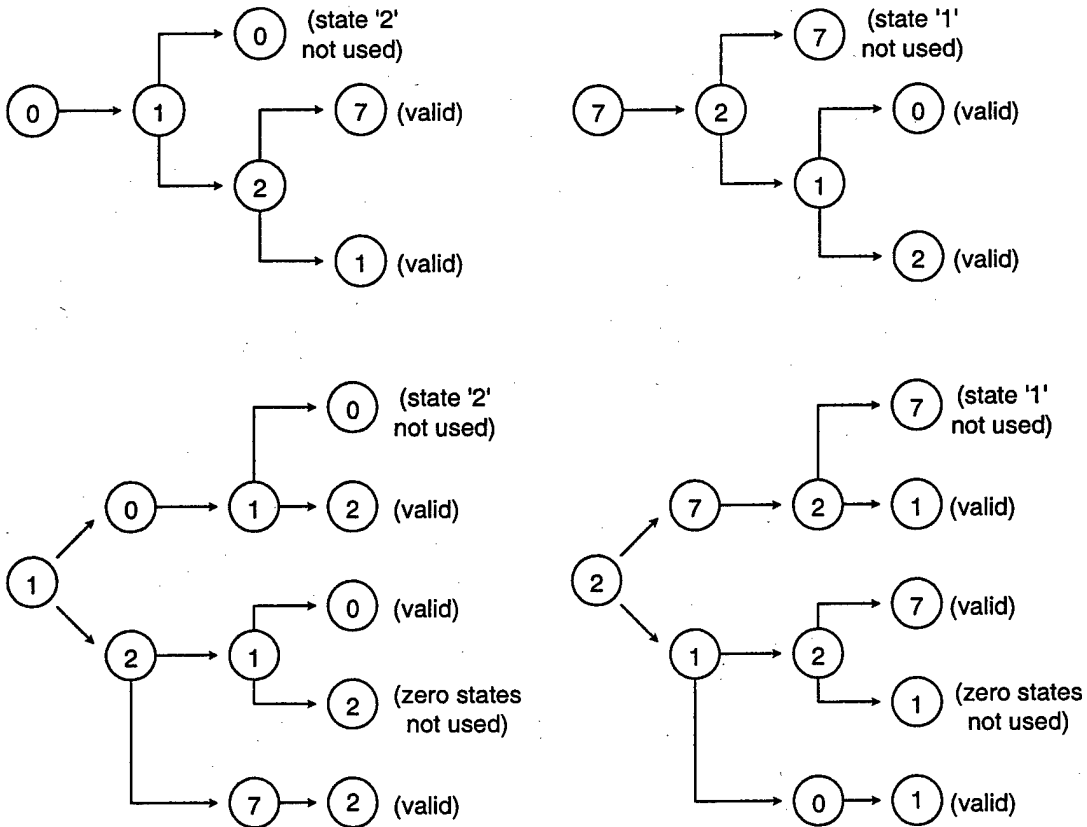 0
(state '2'
not used)
0
1
7
(valid)
2
1
(valid)
7
(state '1'
not used)
7
2
0
(valid)
1
2
(valid)
0
(state '2'
not used)
0
1
2
(valid)
1
0
(valid)
2
1
2
(zero states
not used)
7
2
(valid)
7
(state '1'
not used)
7
2
1
(valid)
2
7
(valid)
1
2
1
(zero states
not used)
0
1
(valid)